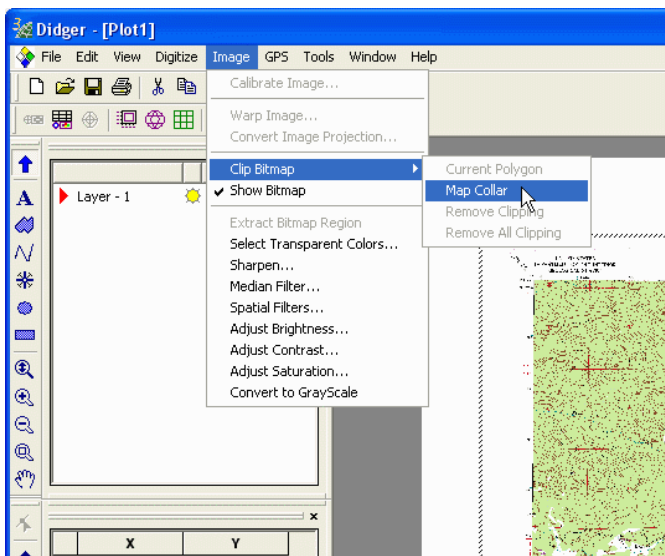 Didger - [Plot1]
File Edit View Digitize Image GPS Tools Window Help
Calibrate Image...
Warp Image...
Convert Image Projection...
Clip Bitmap
Show Bitmap
Extract Bitmap Region
Select Transparent Colors...
Sharpen...
Median Filter...
Spatial Filters...
Adjust Brightness...
Adjust Contrast...
Adjust Saturation...
Convert to GrayScale
Current Polygon
Map Collar
Remove Clipping
Remove All Clipping
Layer - 1
A
X Y